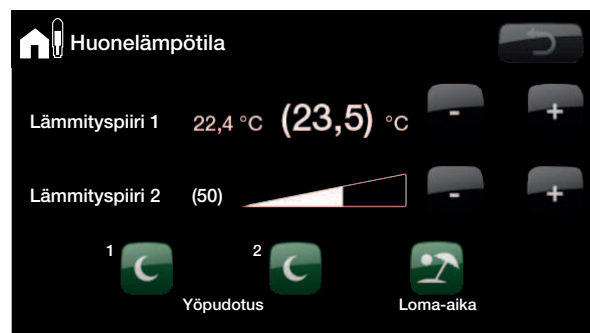 Huonelämpötila
Lämmityspiiri 1 22,4 °C (23,5) °C - +
Lämmityspiiri 2 (50) - +
1 2
Yöpudotus Loma-aika